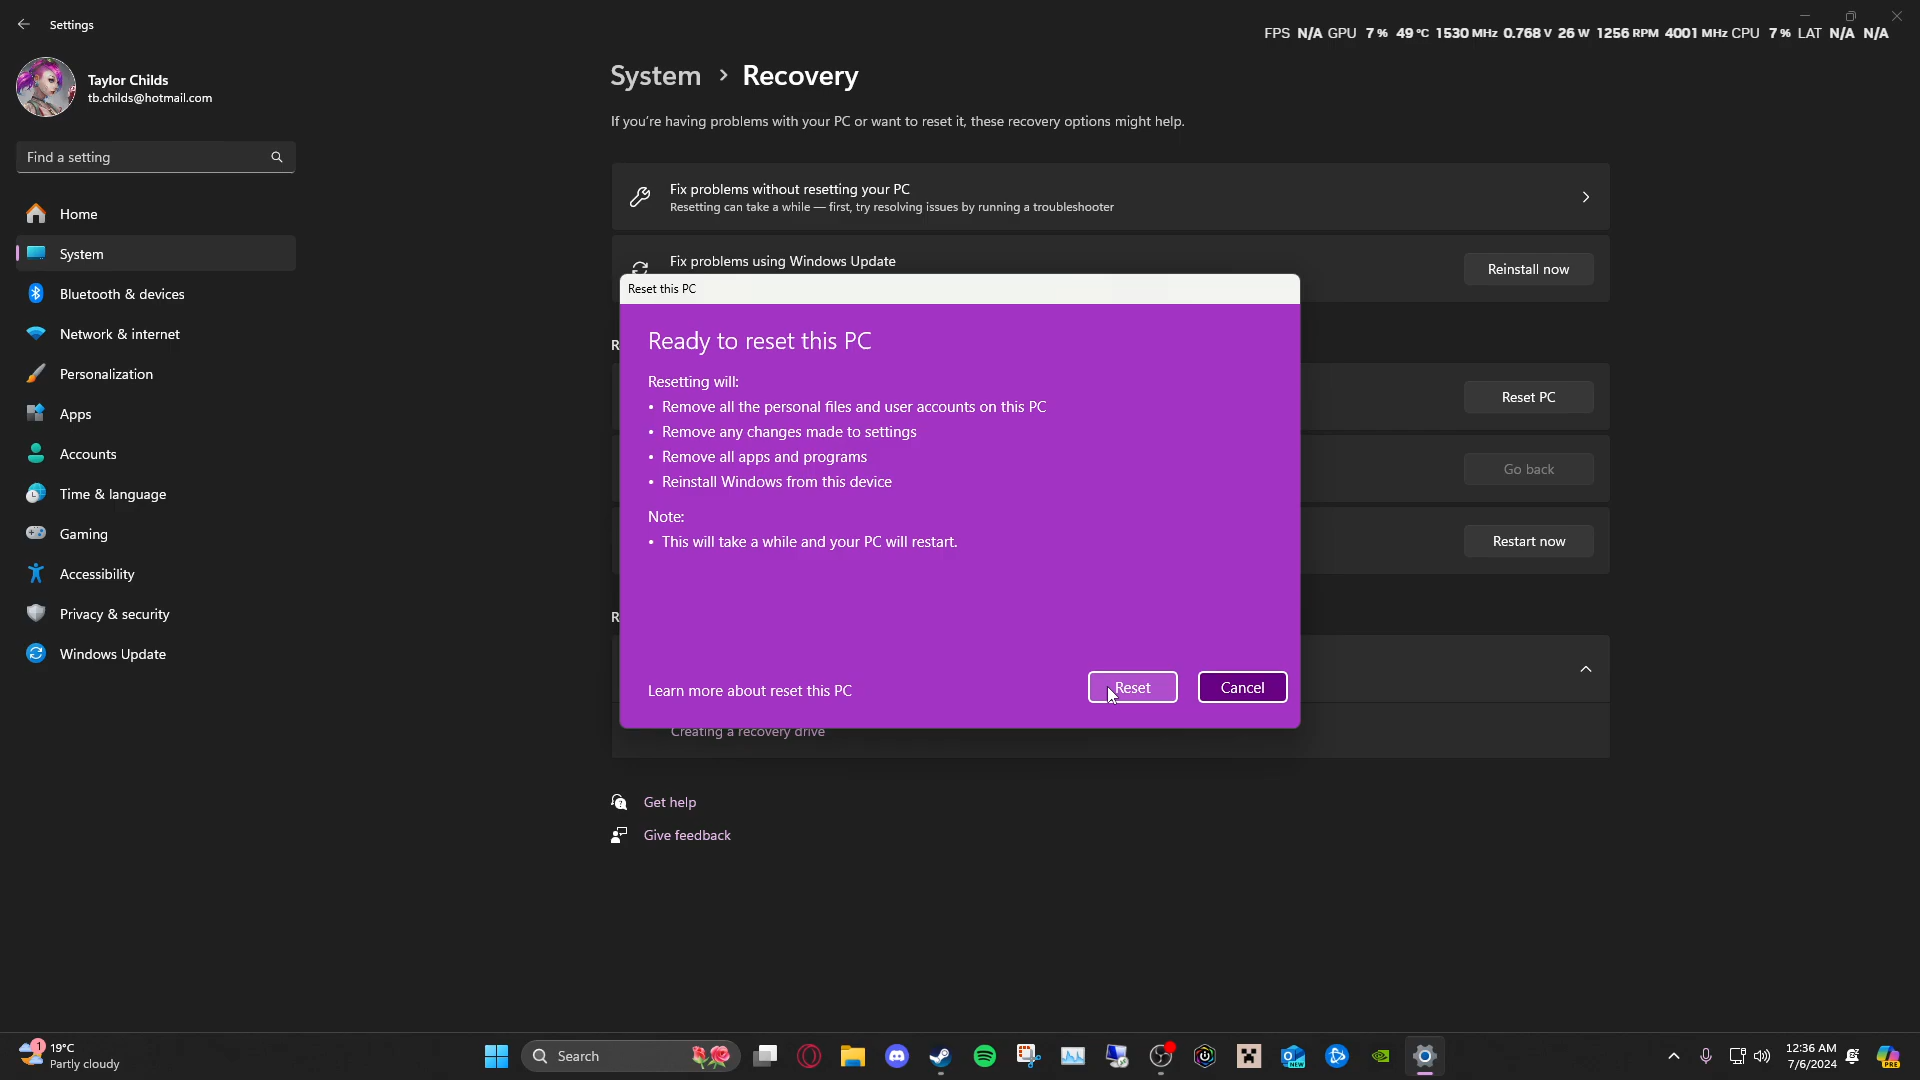 Settings
FPS N/A GPU 7 % 49 °C 1530 MHz 0.768 V 26 W 1256 RPM 4001 MHz CPU 7 % LAT N/A N/A
Taylor Childs
tb.childs@hotmail.com
System > Recovery
If you're having problems with your PC or want to reset it, these recovery options might help.
Find a setting
Fix problems without resetting your PC
Resetting can take a while — first, try resolving issues by running a troubleshooter
Home
System
Fix problems using Windows Update
Reinstall now
Bluetooth & devices
Network & internet
Personalization
Apps
Accounts
Time & language
Gaming
Accessibility
Privacy & security
Windows Update
Reset this PC
Ready to reset this PC
Resetting will:
• Remove all the personal files and user accounts on this PC
• Remove any changes made to settings
• Remove all apps and programs
• Reinstall Windows from this device
Note:
• This will take a while and your PC will restart.
Learn more about reset this PC
Reset
Cancel
R
Reset PC
Go back
Restart now
R
Creating a recovery drive
Get help
Give feedback
1
19°C
Partly cloudy
Search
NEW
12:36 AM
7/6/2024
PRE